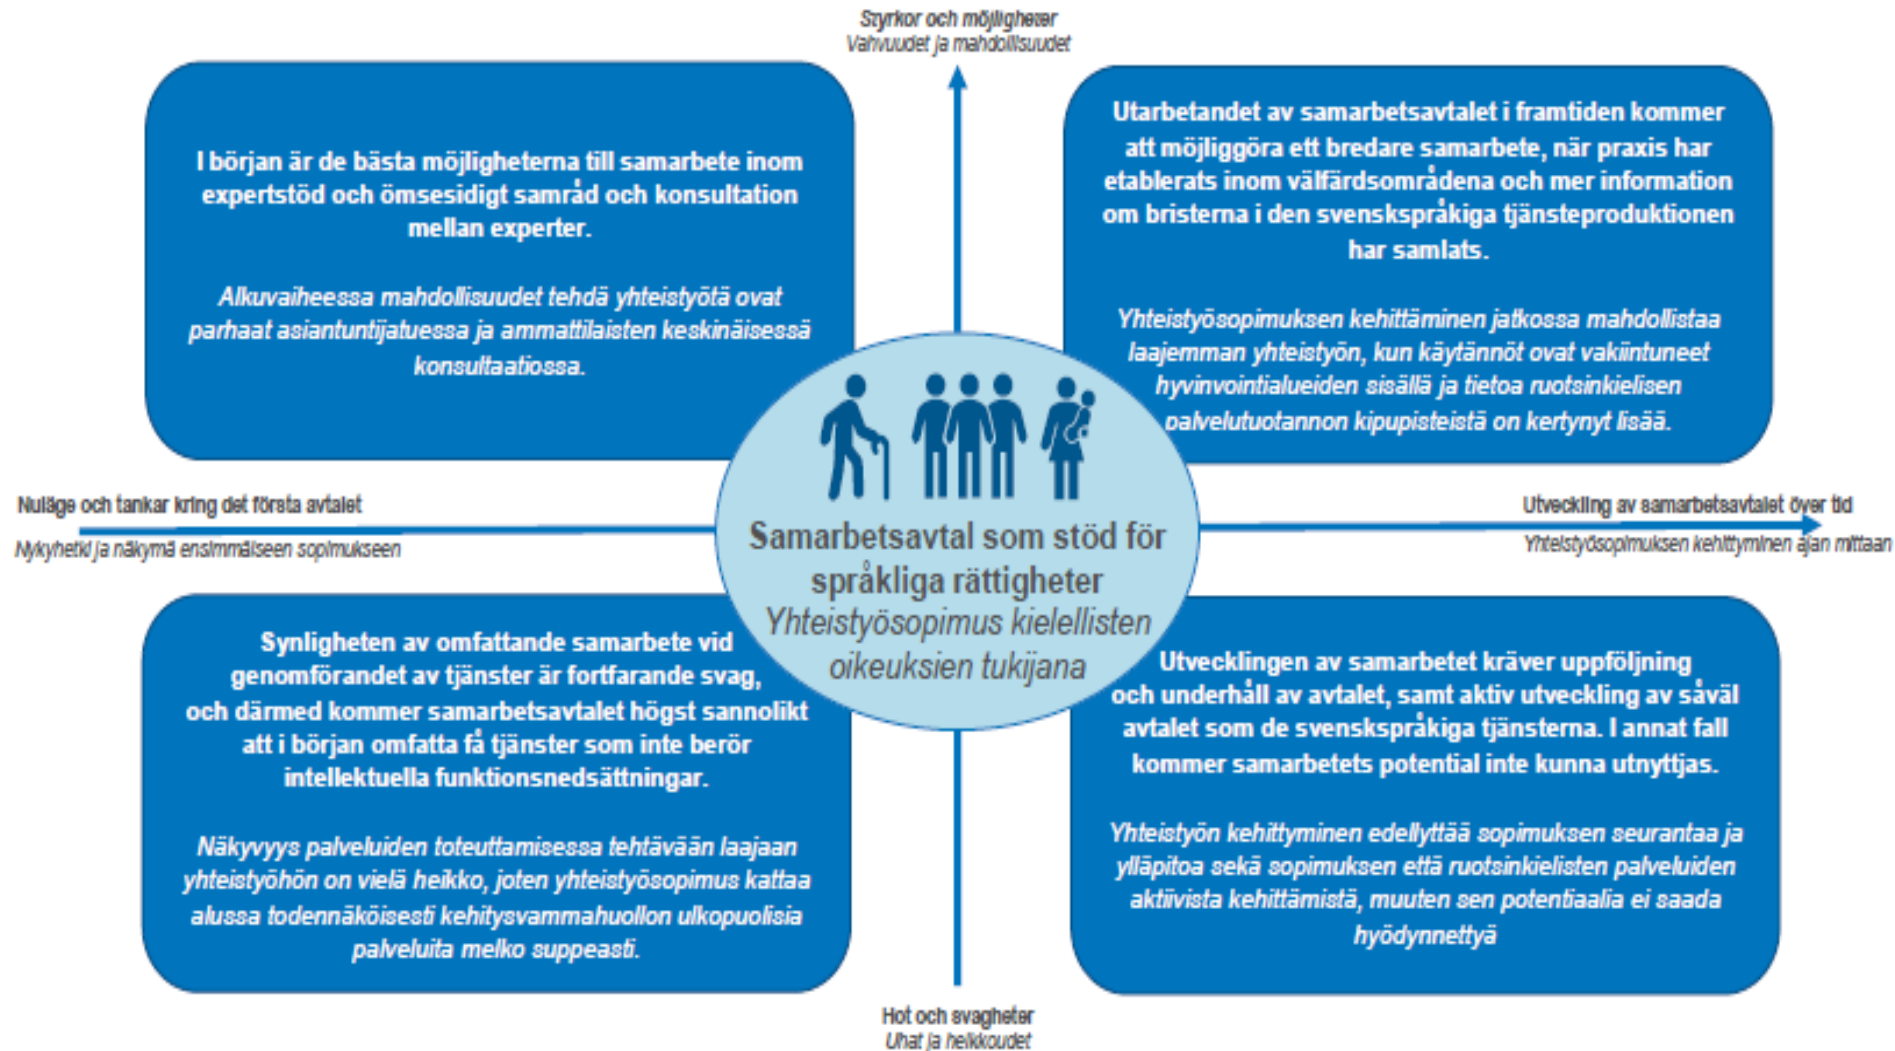 Styrkor och möjligheter
Vahvuudet ja mahdollisuudet
I början är de bästa möjligheterna till samarbete inom
expertstöd och ömsesidigt samråd och konsultation
mellan experter.
Alkuvaiheessa mahdollisuudet tehdä yhteistyötä ovat
parhaat asiantuntijatuessa ja ammattilaisten keskinäisessä
konsultaatiossa.
Utarbetandet av samarbetsavtalet i framtiden kommer
att möjliggöra ett bredare samarbete, när praxis har
etablerats inom välfärdsområdena och mer information
om bristerna i den svenskspråkiga tjänsteproduktionen
har samlats.
Yhteistyösopimuksen kehittäminen jatkossa mahdollistaa
laajemman yhteistyön, kun käytännöt ovat vakiintuneet
hyvinvointialueiden sisällä ja tietoa ruotsinkielisen
palvelutuotannon kipupisteistä on kertynyt lisää.
Nuläge och tankar kring det första avtalet
Nykyhetki ja näkymä ensimmäiseen sopimukseen
Samarbetsavtal som stöd för
språkliga rättigheter
Yhteistyösopimus kielellisten
oikeuksien tukijana
Utveckling av samarbetsavtalet över tid
Yhteistyösopimuksen kehittyminen ajan mittaan
Synligheten av omfattande samarbete vid
genomförandet av tjänster är fortfarande svag,
och därmed kommer samarbetsavtalet högst sannolikt
att i början omfatta få tjänster som inte berör
intellektuella funktionsnedsättningar.
Näkyvyys palveluiden toteuttamisessa tehtävään laajaan
yhteistyöhön on vielä heikko, joten yhteistyösopimus kattaa
alussa todennäköisesti kehitysvammahuollon ulkopuolisia
palveluita melko suppeasti.
Utvecklingen av samarbetet kräver uppföljning
och underhåll av avtalet, samt aktiv utveckling av såväl
avtalet som de svenskspråkiga tjänsterna. I annat fall
kommer samarbetets potential inte kunna utnyttjas.
Yhteistyön kehittyminen edellyttää sopimuksen seurantaa ja
ylläpitoa sekä sopimuksen että ruotsinkielisten palveluiden
aktiivista kehittämistä, muuten sen potentiaalia ei saada
hyödynnettyä
Hot och svagheter
Uhat ja heikkoudet